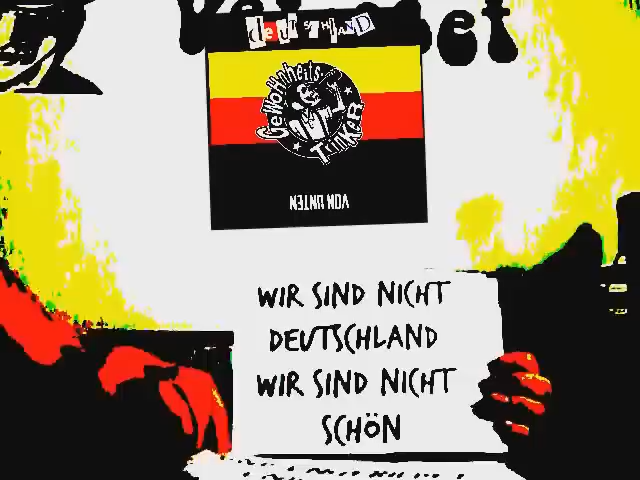 DEUTSCHLAND
GEWOHNHEITS
TRINKER
VON UNTEN
WIR SIND NICHT
DEUTSCHLAND
WIR SIND NICHT
SCHÖN